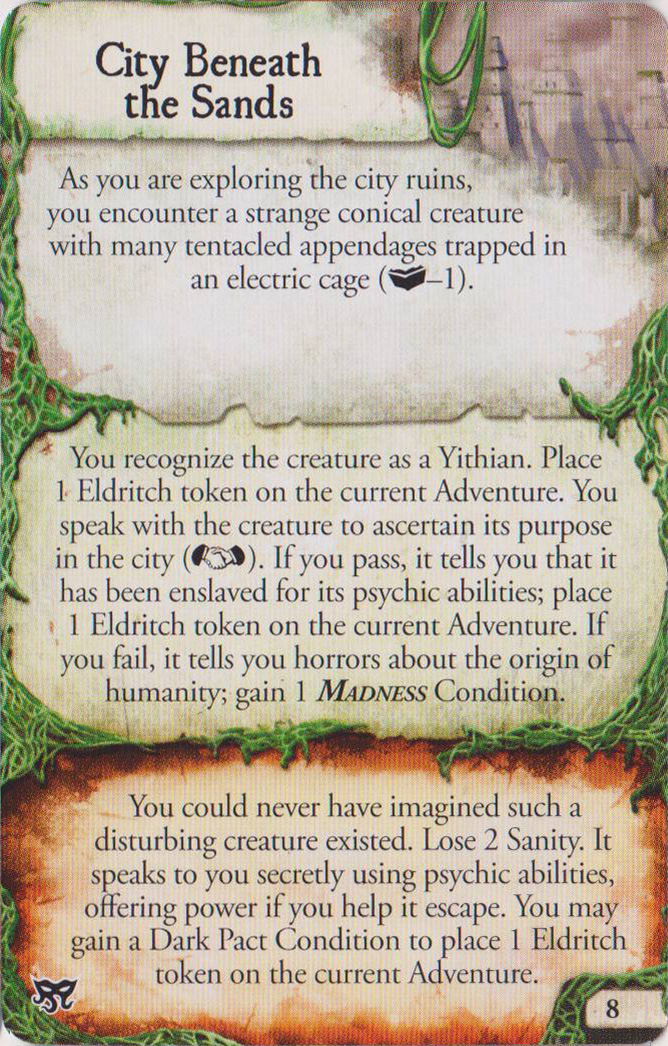 City Beneath
the Sands
As you are exploring the city ruins,
you encounter a strange conical creature
with many tentacled appendages trapped in
an electric cage (–1).
You recognize the creature as a Yithian. Place
1 Eldritch token on the current Adventure. You
speak with the creature to ascertain its purpose
in the city (). If you pass, it tells you that it
has been enslaved for its psychic abilities; place
1 Eldritch token on the current Adventure. If
you fail, it tells you horrors about the origin of
humanity; gain 1 MADNESS Condition.
You could never have imagined such a
disturbing creature existed. Lose 2 Sanity. It
speaks to you secretly using psychic abilities,
offering power if you help it escape. You may
gain a Dark Pact Condition to place 1 Eldritch
token on the current Adventure.
8